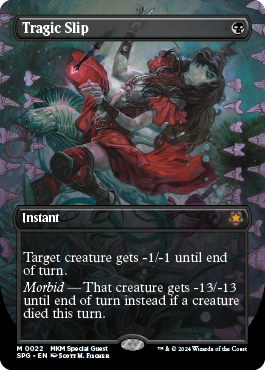 Tragic Slip
Instant
Target creature gets -1/-1 until end
of turn.
Morbid — That creature gets -13/-13
until end of turn instead if a creature
died this turn.
M 0022 MKM Special Guest
SPG • EN Scott M. Fischer
™ & © 2024 Wizards of the Coast